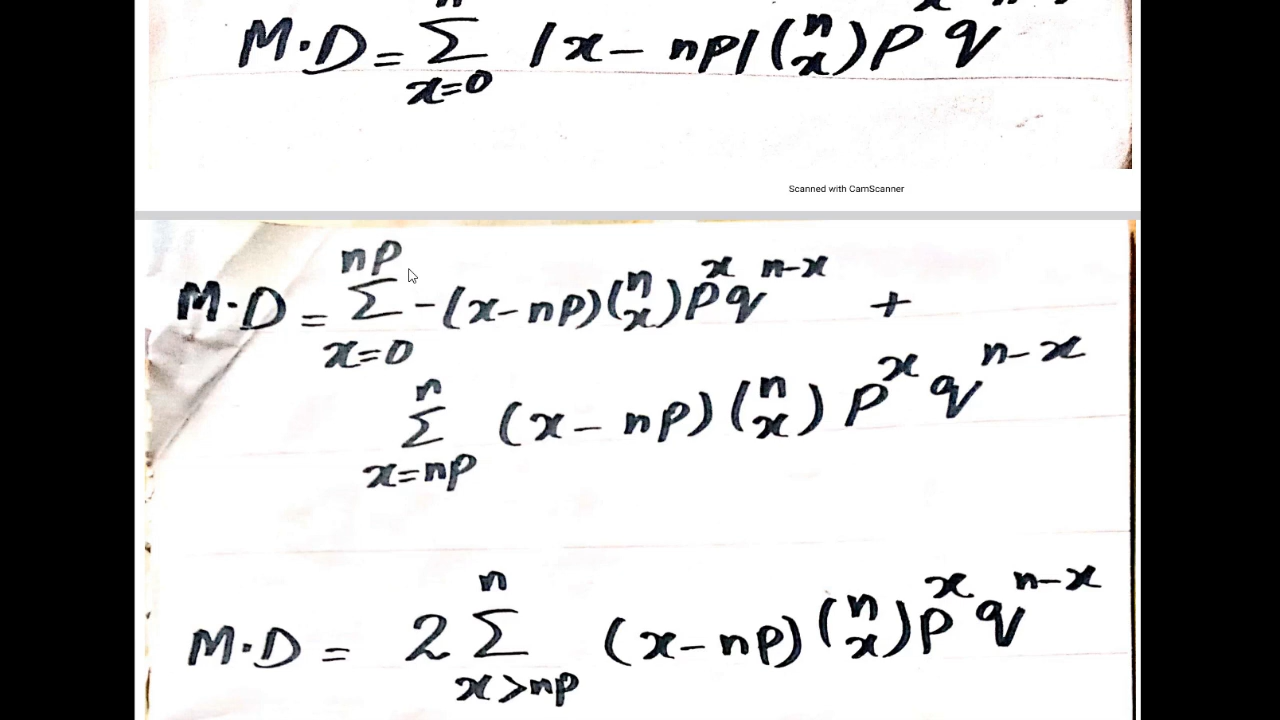 M.D = Σ_{x=0}^{n} |x - np| (n x) p^x q
Scanned with CamScanner
M.D = Σ_{x=0}^{np} -(x-np) (n x) p^x q^{n-x} +
Σ_{x=np}^{n} (x - np) (n x) p^x q^{n-x}
M.D = 2 Σ_{x>np}^{n} (x-np) (n x) p^x q^{n-x}